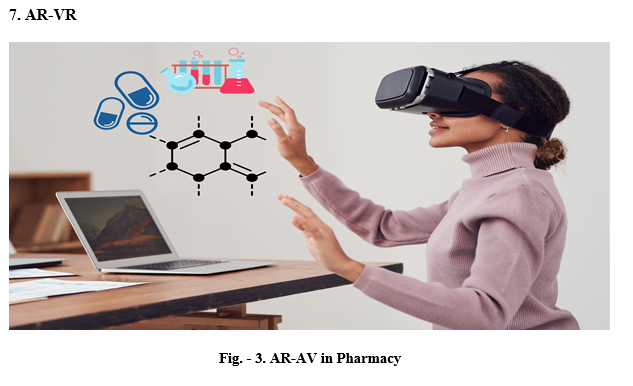 7. AR-VR
Fig. - 3. AR-AV in Pharmacy